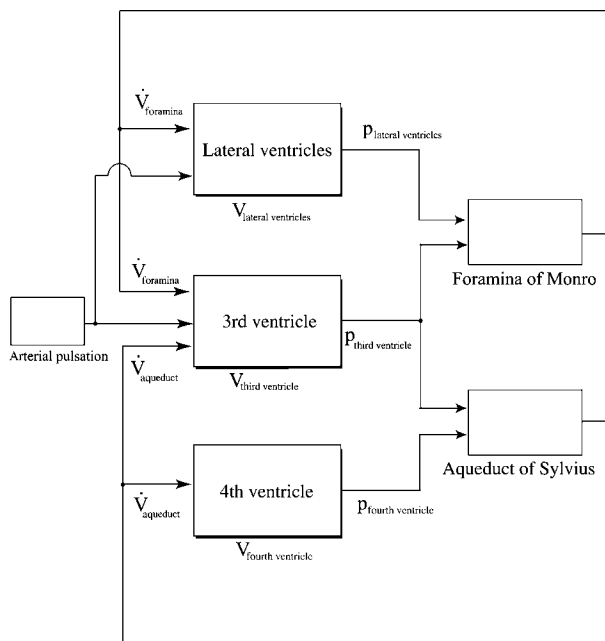 V̇foramina
Lateral ventricles
plateral ventricles
Vlateral ventricles
V̇foramina
Foramina of Monro
3rd ventricle
pthird ventricle
Arterial pulsation
V̇aqueduct
Vthird ventricle
Aqueduct of Sylvius
4th ventricle
V̇aqueduct
pfourth ventricle
Vfourth ventricle